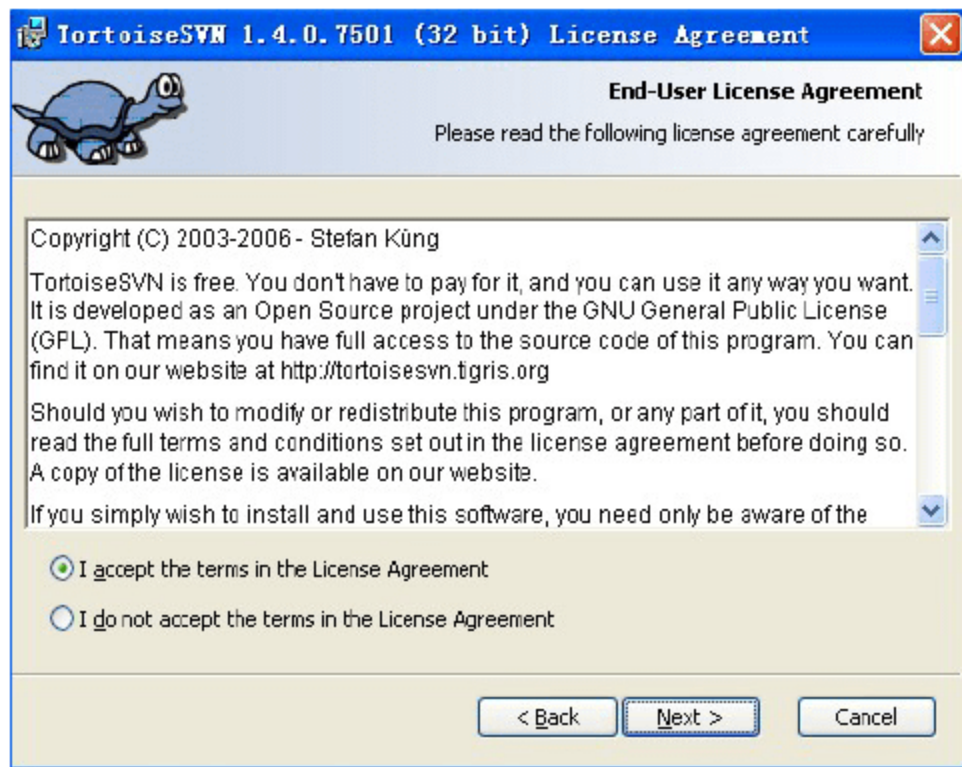 TortoiseSVN 1.4.0.7501 (32 bit) License Agreement
End-User License Agreement
Please read the following license agreement carefully
Copyright (C) 2003-2006 - Stefan Küng
TortoiseSVN is free. You don't have to pay for it, and you can use it any way you want.
It is developed as an Open Source project under the GNU General Public License
(GPL). That means you have full access to the source code of this program. You can
find it on our website at http://tortoisesvn.tigris.org
Should you wish to modify or redistribute this program, or any part of it, you should
read the full terms and conditions set out in the license agreement before doing so.
A copy of the license is available on our website.
If you simply wish to install and use this software, you need only be aware of the
I accept the terms in the License Agreement
I do not accept the terms in the License Agreement
< Back Next > Cancel